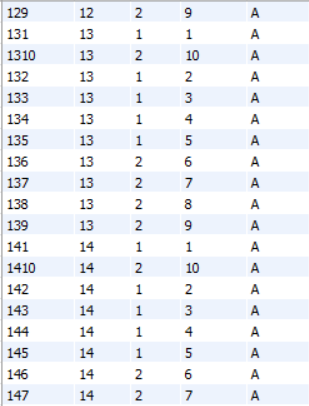 129 12 2 9 A
131 13 1 1 A
1310 13 2 10 A
132 13 1 2 A
133 13 1 3 A
134 13 1 4 A
135 13 1 5 A
136 13 2 6 A
137 13 2 7 A
138 13 2 8 A
139 13 2 9 A
141 14 1 1 A
1410 14 2 10 A
142 14 1 2 A
143 14 1 3 A
144 14 1 4 A
145 14 1 5 A
146 14 2 6 A
147 14 2 7 A